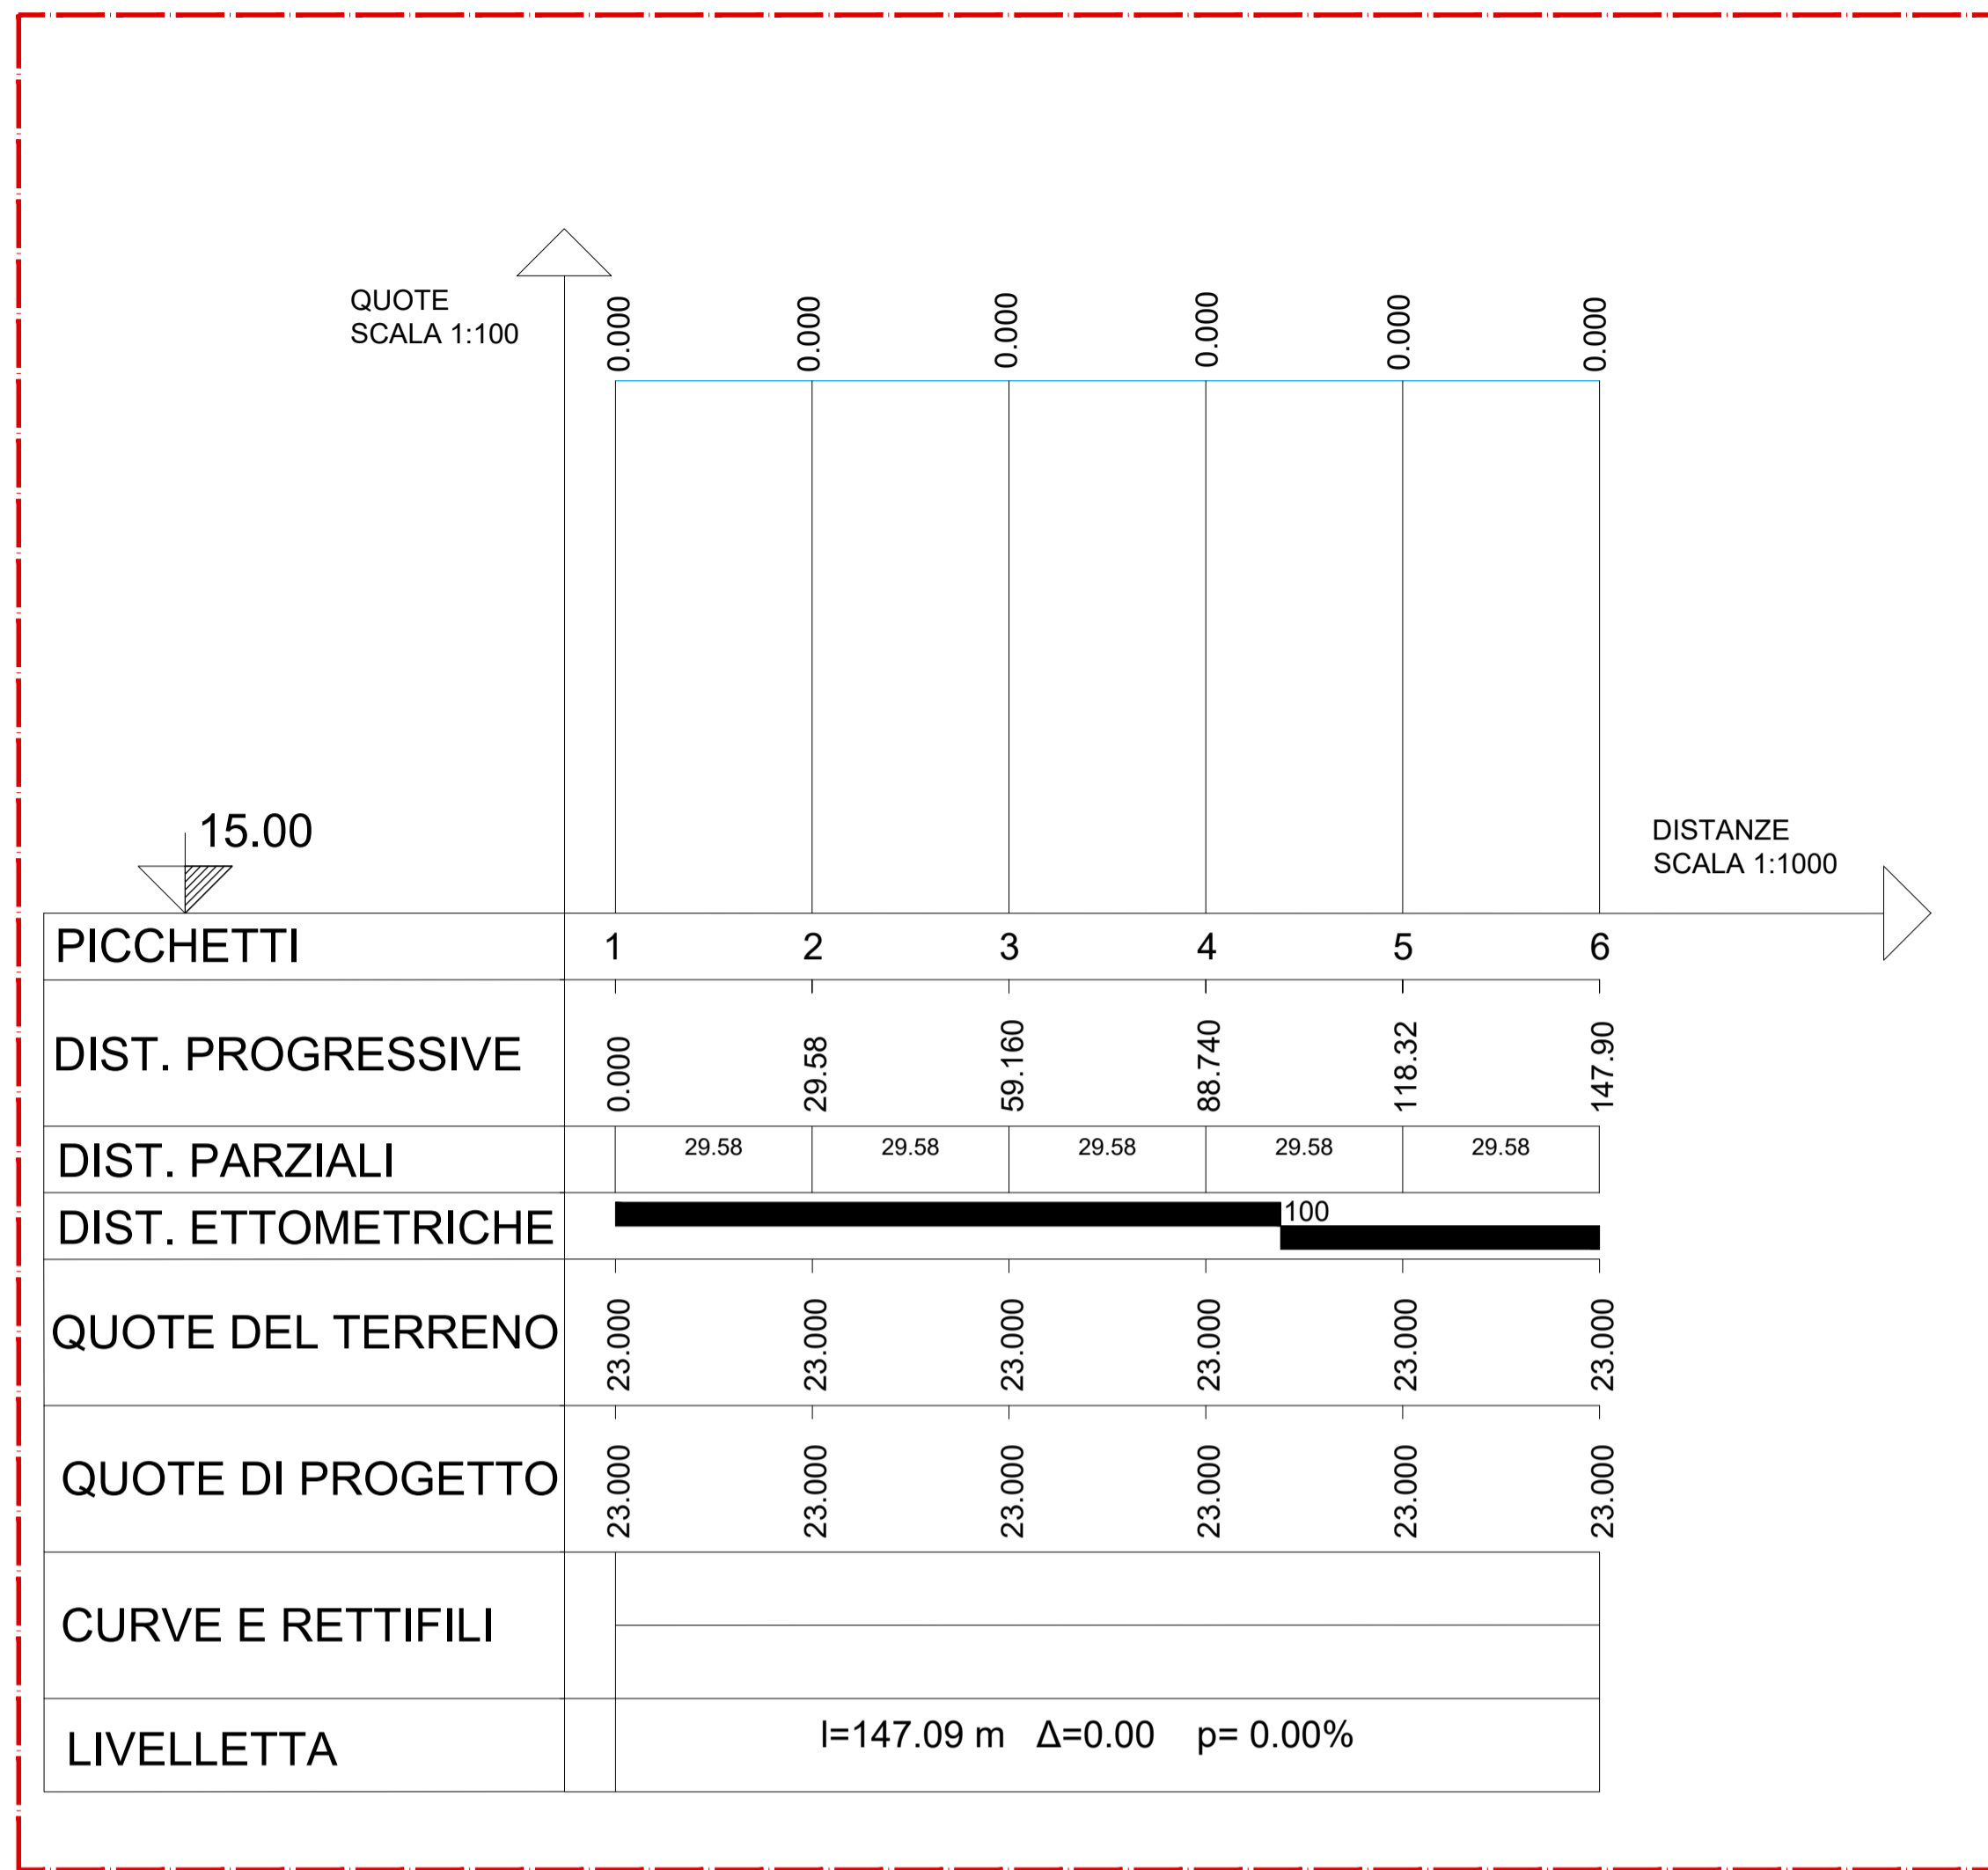 QUOTE
SCALA 1:100
0.000 0.000 0.000 0.000 0.000 0.000
15.00
DISTANZE
SCALA 1:1000
PICCHETTI 1 2 3 4 5 6
DIST. PROGRESSIVE 0.000 29.58 59.160 88.740 118.32 147.90
DIST. PARZIALI 29.58 29.58 29.58 29.58 29.58
DIST. ETTOMETRICHE 100
QUOTE DEL TERRENO 23.000 23.000 23.000 23.000 23.000 23.000
QUOTE DI PROGETTO 23.000 23.000 23.000 23.000 23.000 23.000
CURVE E RETTIFILI
LIVELLETTA l=147.09 m Δ=0.00 p= 0.00%